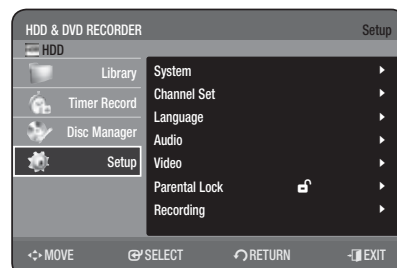 HDD & DVD RECORDER Setup
HDD
Library
Timer Record
Disc Manager
Setup
System
Channel Set
Language
Audio
Video
Parental Lock
Recording
MOVE SELECT RETURN EXIT